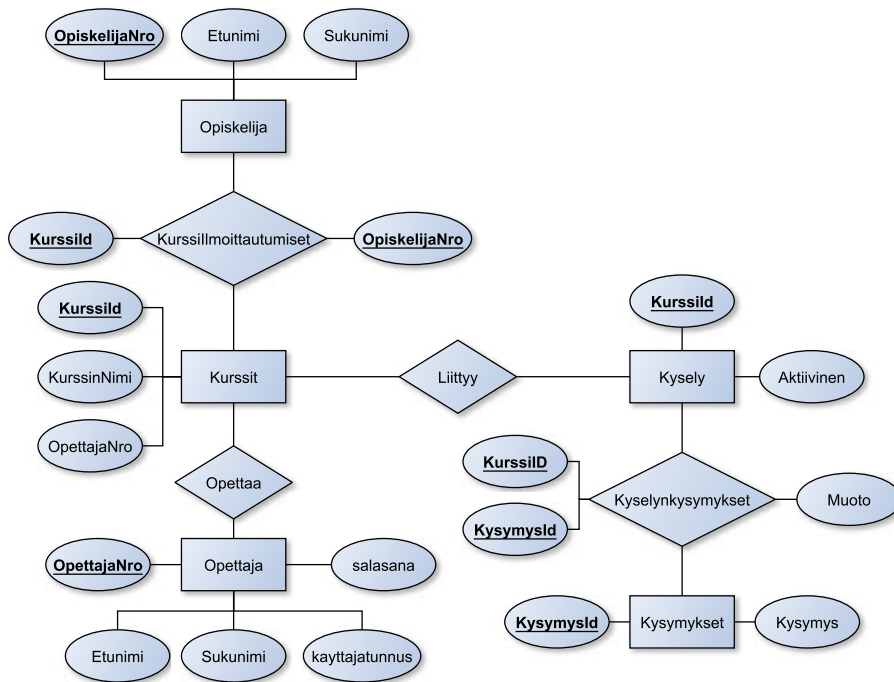 OpiskelijaNro
Etunimi
Sukunimi
Opiskelija
KurssiId
KurssiIlmoittautumiset
OpiskelijaNro
KurssiId
KurssiId
KurssinNimi
Kurssit
Liittyy
Kysely
Aktiivinen
OpettajaNro
KurssiID
Opettaa
Kyselynkysymykset
Muoto
KysymysId
OpettajaNro
Opettaja
salasana
KysymysId
Kysymykset
Kysymys
Etunimi
Sukunimi
kayttajatunnus